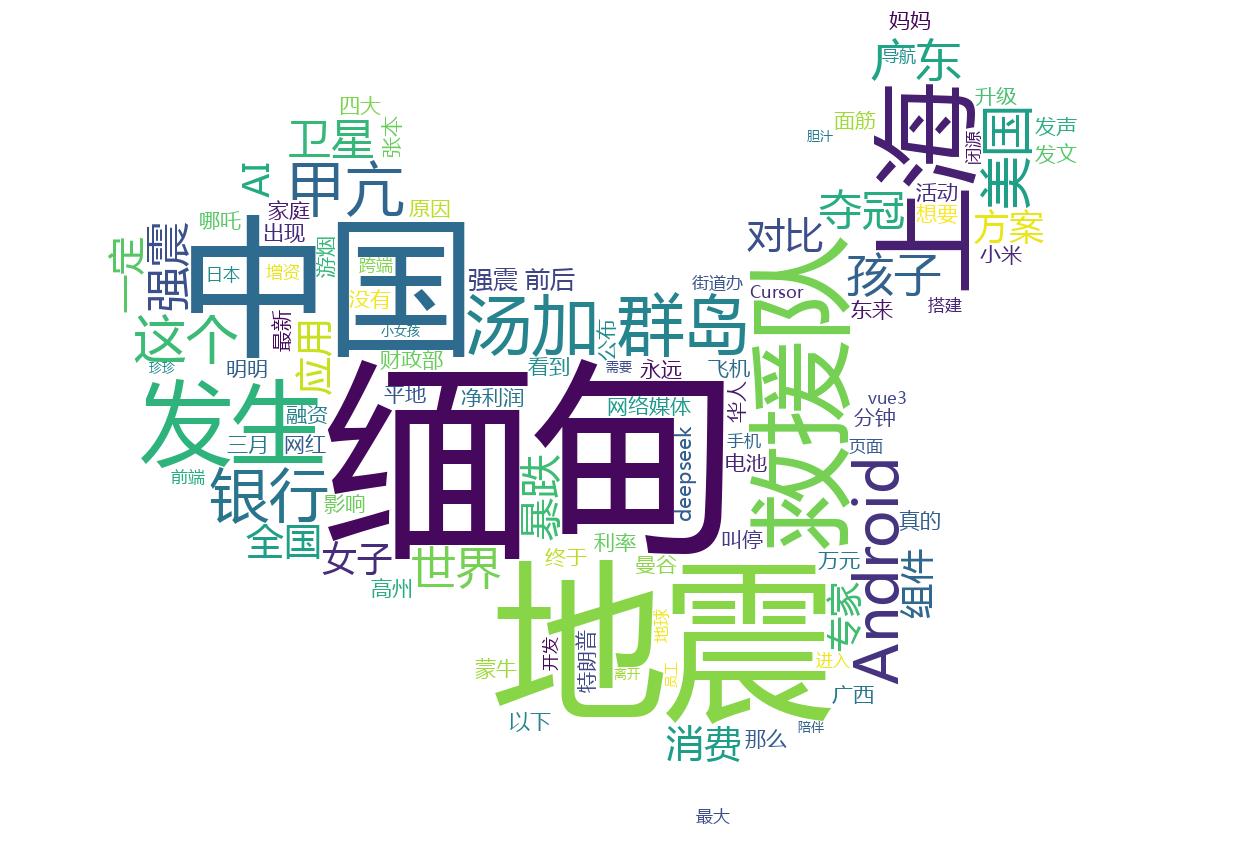 妈妈
广东
导航
升级
四大
面筋
发声
卫星
张本
胆汁
上海
闭源
美国
发文
AI
甲亢
活动
家庭
原因
哪吒
夺冠
想要
方案
中国
出现
强震
一定
游烟
对比
小米
日本
增资
跨端
强震 前后
孩子
街道办
Cursor
没有
汤加
群岛
救援队
东来
搭建
这个
最新
小女孩
公布
应用
财政部
看到
需要
永远
飞机
珍珍
明明
缅甸
平地
净利润
网络媒体
华人
vue3
发生
融资
分钟
三月
网红
手机
页面
deepseek
电池
前端
银行
影响
暴跌
Android
真的
全国
利率
叫停
女子
世界
终于
曼谷
万元
组件
高州
地震
专家
地球
开发
特朗普
蒙牛
离开
员工
进入
广西
以下
消费
那么
陪伴
最大